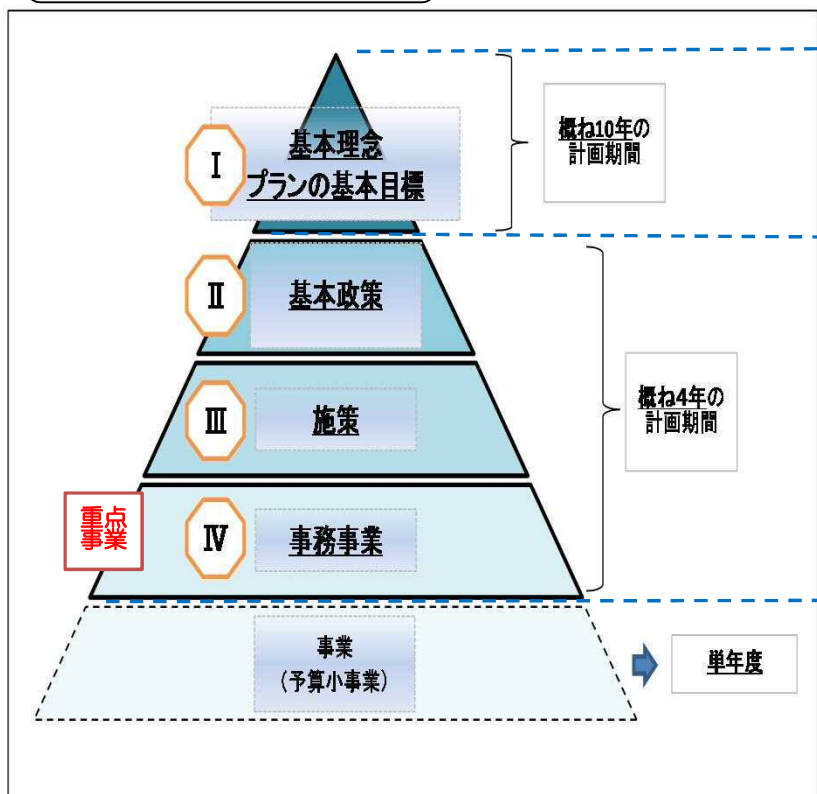 Ⅰ
基本理念
プランの基本目標
概ね10年の
計画期間
Ⅱ
基本政策
Ⅲ
施策
概ね4年の
計画期間
重点
事業
Ⅳ
事務事業
事業
(予算小事業)
単年度